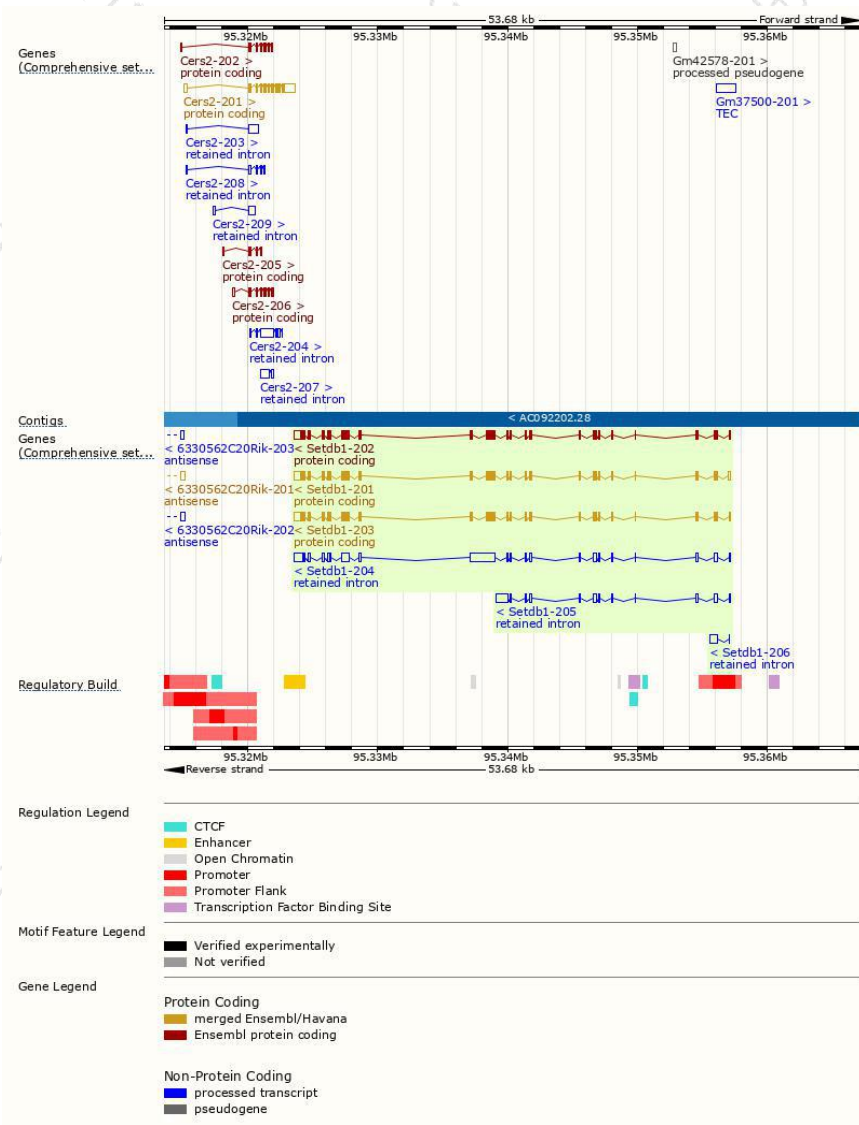 53.68 kb Forward strand
95.32Mb 95.33Mb 95.34Mb 95.35Mb 95.36Mb
Genes
(Comprehensive set...
Cers2-202 >
protein coding
Gm42578-201 >
processed pseudogene
Cers2-201 >
protein coding
Gm37500-201 >
TEC
Cers2-203 >
retained intron
Cers2-208 >
retained intron
Cers2-209 >
retained intron
Cers2-205 >
protein coding
Cers2-206 >
protein coding
Cers2-204 >
retained intron
Cers2-207 >
retained intron
Contigs
< AC092202.28
Genes
(Comprehensive set...
< 6330562C20Rik-203 < Setdb1-202
antisense protein coding
< 6330562C20Rik-201 < Setdb1-201
antisense protein coding
< 6330562C20Rik-202 < Setdb1-203
antisense protein coding
< Setdb1-204
retained intron
< Setdb1-205
retained intron
< Setdb1-206
retained intron
Regulatory Build
95.32Mb 95.33Mb 95.34Mb 95.35Mb 95.36Mb
Reverse strand 53.68 kb
Regulation Legend
CTCF
Enhancer
Open Chromatin
Promoter
Promoter Flank
Transcription Factor Binding Site
Motif Feature Legend
Verified experimentally
Not verified
Gene Legend
Protein Coding
merged Ensembl/Havana
Ensembl protein coding
Non-Protein Coding
processed transcript
pseudogene